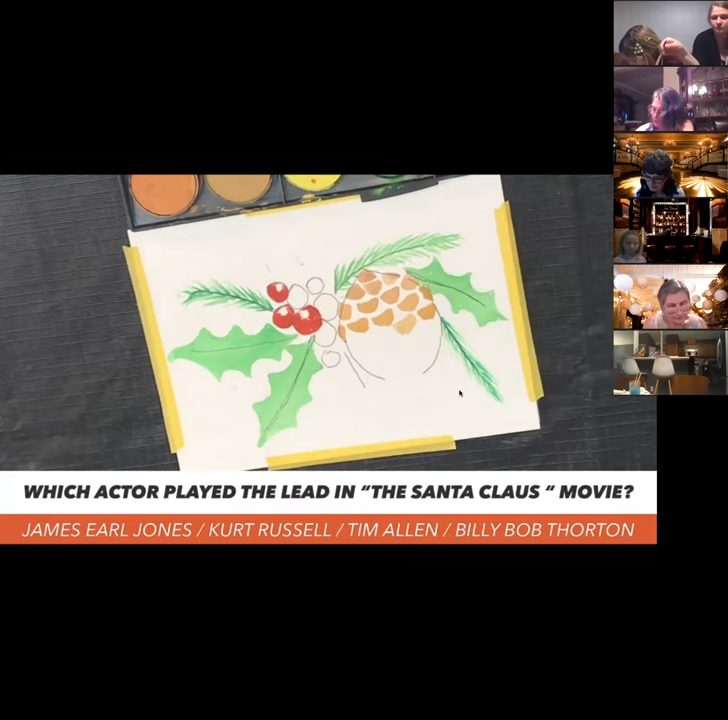 WHICH ACTOR PLAYED THE LEAD IN “THE SANTA CLAUS “ MOVIE?
JAMES EARL JONES / KURT RUSSELL / TIM ALLEN / BILLY BOB THORTON